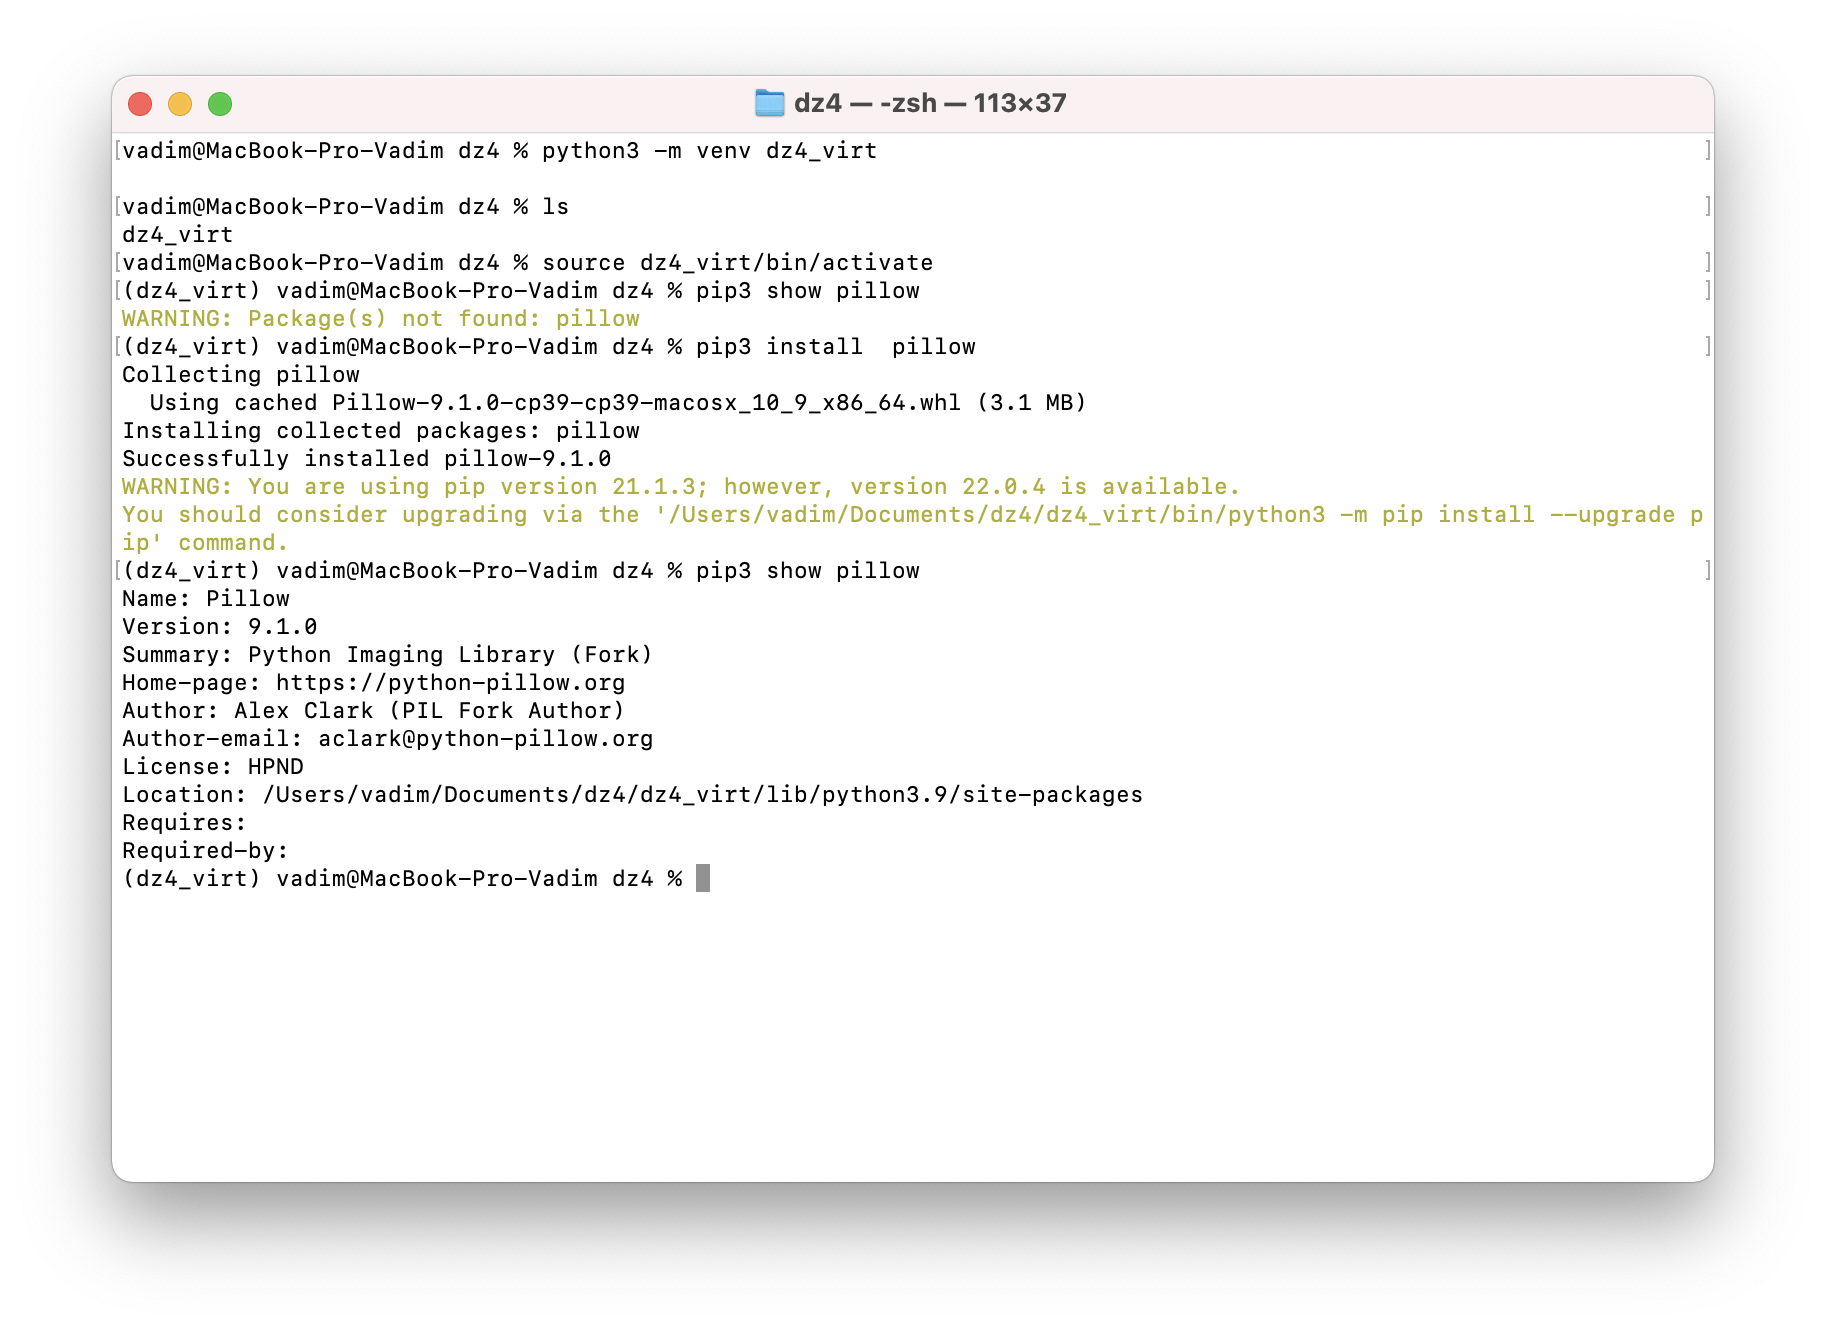 dz4 — -zsh — 113×37
[vadim@MacBook-Pro-Vadim dz4 % python3 -m venv dz4_virt ]
[vadim@MacBook-Pro-Vadim dz4 % ls ]
dz4_virt
[vadim@MacBook-Pro-Vadim dz4 % source dz4_virt/bin/activate ]
[(dz4_virt) vadim@MacBook-Pro-Vadim dz4 % pip3 show pillow ]
WARNING: Package(s) not found: pillow
[(dz4_virt) vadim@MacBook-Pro-Vadim dz4 % pip3 install  pillow ]
Collecting pillow
  Using cached Pillow-9.1.0-cp39-cp39-macosx_10_9_x86_64.whl (3.1 MB)
Installing collected packages: pillow
Successfully installed pillow-9.1.0
WARNING: You are using pip version 21.1.3; however, version 22.0.4 is available.
You should consider upgrading via the '/Users/vadim/Documents/dz4/dz4_virt/bin/python3 -m pip install --upgrade p
ip' command.
[(dz4_virt) vadim@MacBook-Pro-Vadim dz4 % pip3 show pillow ]
Name: Pillow
Version: 9.1.0
Summary: Python Imaging Library (Fork)
Home-page: https://python-pillow.org
Author: Alex Clark (PIL Fork Author)
Author-email: aclark@python-pillow.org
License: HPND
Location: /Users/vadim/Documents/dz4/dz4_virt/lib/python3.9/site-packages
Requires:
Required-by:
(dz4_virt) vadim@MacBook-Pro-Vadim dz4 %